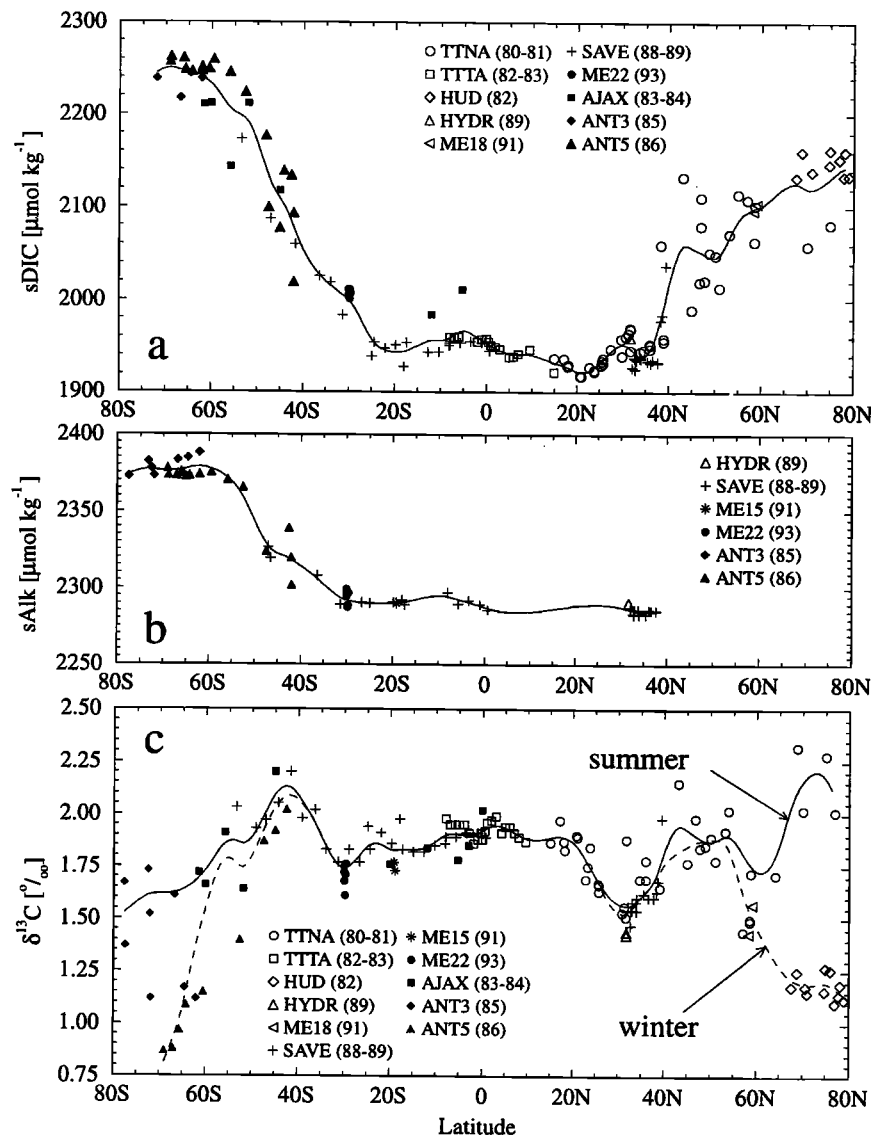 2300
2200
2100
2000
1900
sDIC [µmol kg⁻¹]
TTNA (80-81)
TTTA (82-83)
HUD (82)
HYDR (89)
ME18 (91)
SAVE (88-89)
ME22 (93)
AJAX (83-84)
ANT3 (85)
ANT5 (86)
a
80S 60S 40S 20S 0 20N 40N 60N 80N
2400
2350
2300
2250
sAlk [µmol kg⁻¹]
HYDR (89)
SAVE (88-89)
ME15 (91)
ME22 (93)
ANT3 (85)
ANT5 (86)
b
80S 60S 40S 20S 0 20N 40N 60N 80N
2.50
2.25
2.00
1.75
1.50
1.25
1.00
0.75
δ¹³C [°/₀₀]
c
summer
TTNA (80-81)
TTTA (82-83)
HUD (82)
HYDR (89)
ME18 (91)
SAVE (88-89)
ME15 (91)
ME22 (93)
AJAX (83-84)
ANT3 (85)
ANT5 (86)
winter
80S 60S 40S 20S 0 20N 40N 60N 80N
Latitude